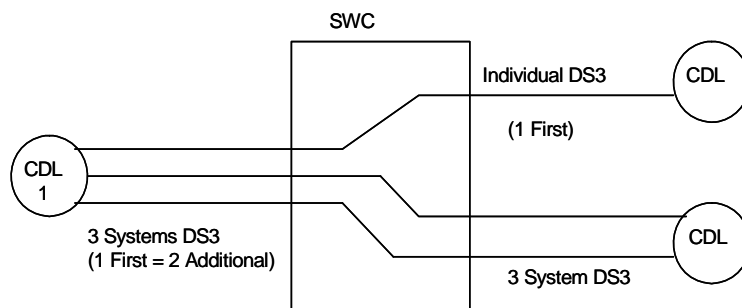 SWC
Individual DS3
CDL
(1 First)
CDL
1
3 Systems DS3
(1 First = 2 Additional)
CDL
3 System DS3